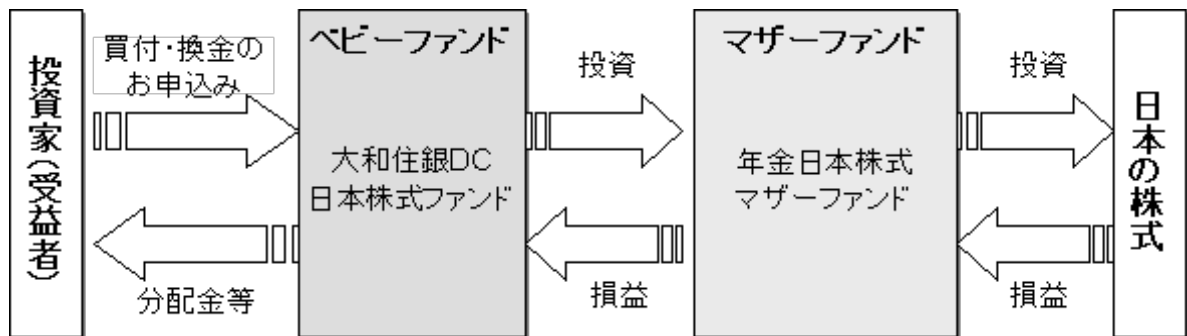 投資家(受益者)
買付・換金の
お申込み
分配金等
ベビーファンド
大和住銀DC
日本株式ファンド
投資
損益
マザーファンド
年金日本株式
マザーファンド
投資
損益
日本の株式